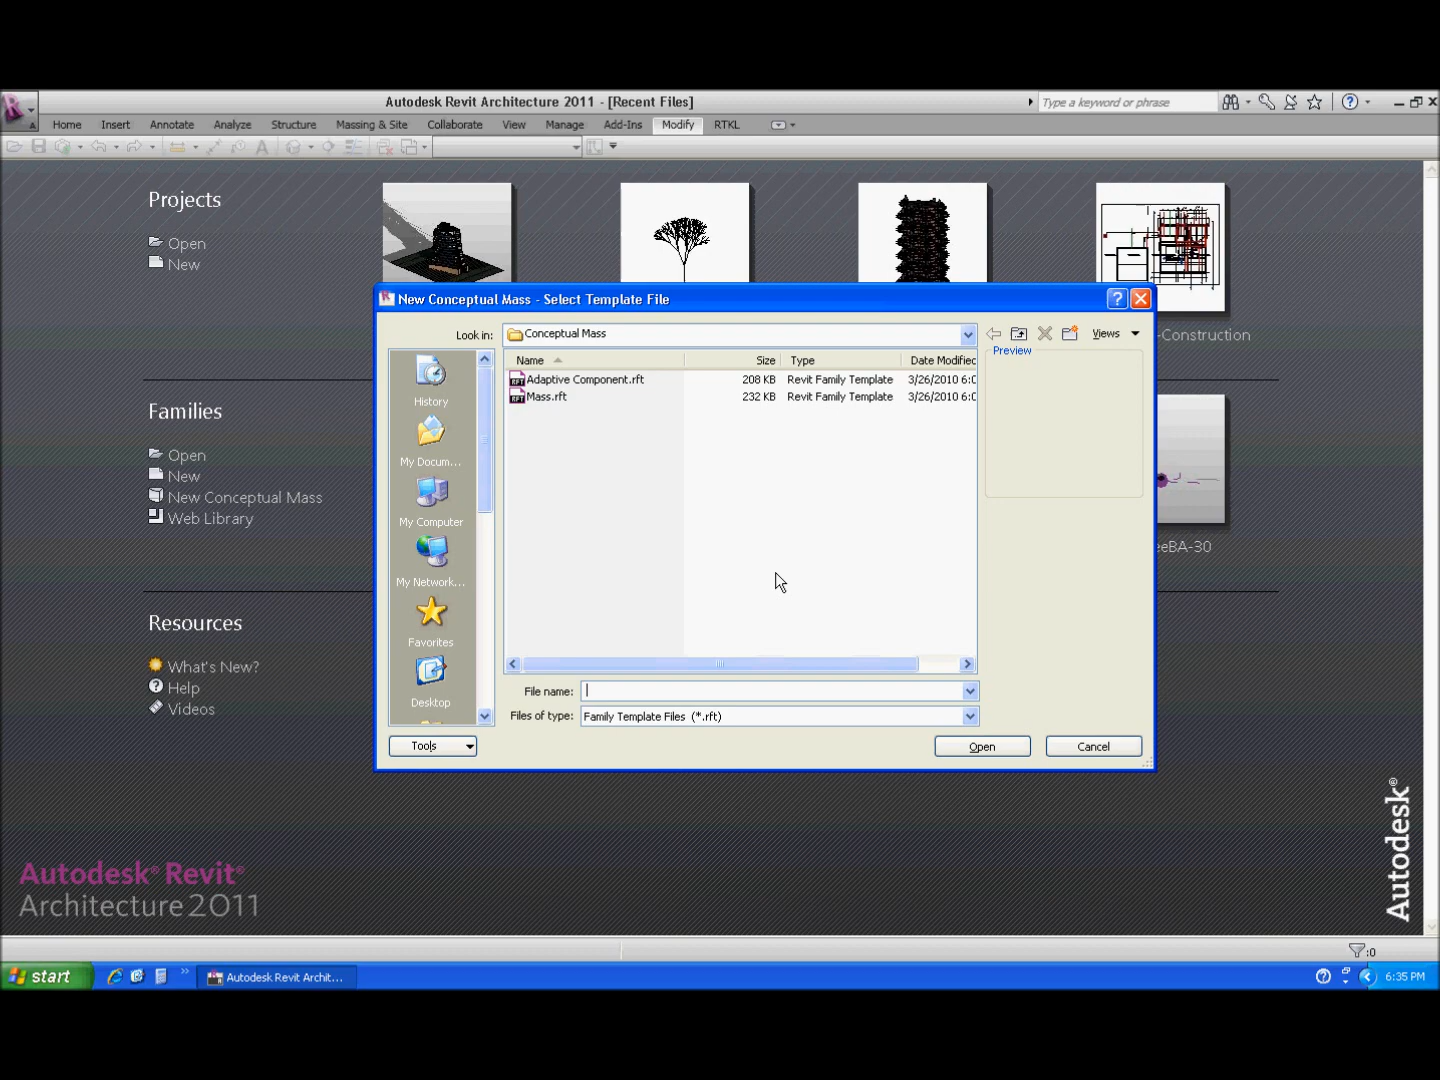 Autodesk Revit Architecture 2011 - [Recent Files]
Type a keyword or phrase
Home Insert Annotate Analyze Structure Massing & Site Collaborate View Manage Add-Ins Modify RTKL
Projects
Open
New
-Construction
Families
Open
New
New Conceptual Mass
Web Library
eeBA-30
Resources
What's New?
Help
Videos
New Conceptual Mass - Select Template File
Look in: Conceptual Mass
Views
Preview
Name Size Type Date Modified
Adaptive Component.rft 208 KB Revit Family Template 3/26/2010 6:0
Mass.rft 232 KB Revit Family Template 3/26/2010 6:0
History
My Docum...
My Computer
My Network...
Favorites
Desktop
File name:
Files of type: Family Template Files (*.rft)
Tools Open Cancel
Autodesk®
Autodesk® Revit®
Architecture 2011
:0
start
Autodesk Revit Archit...
6:35 PM